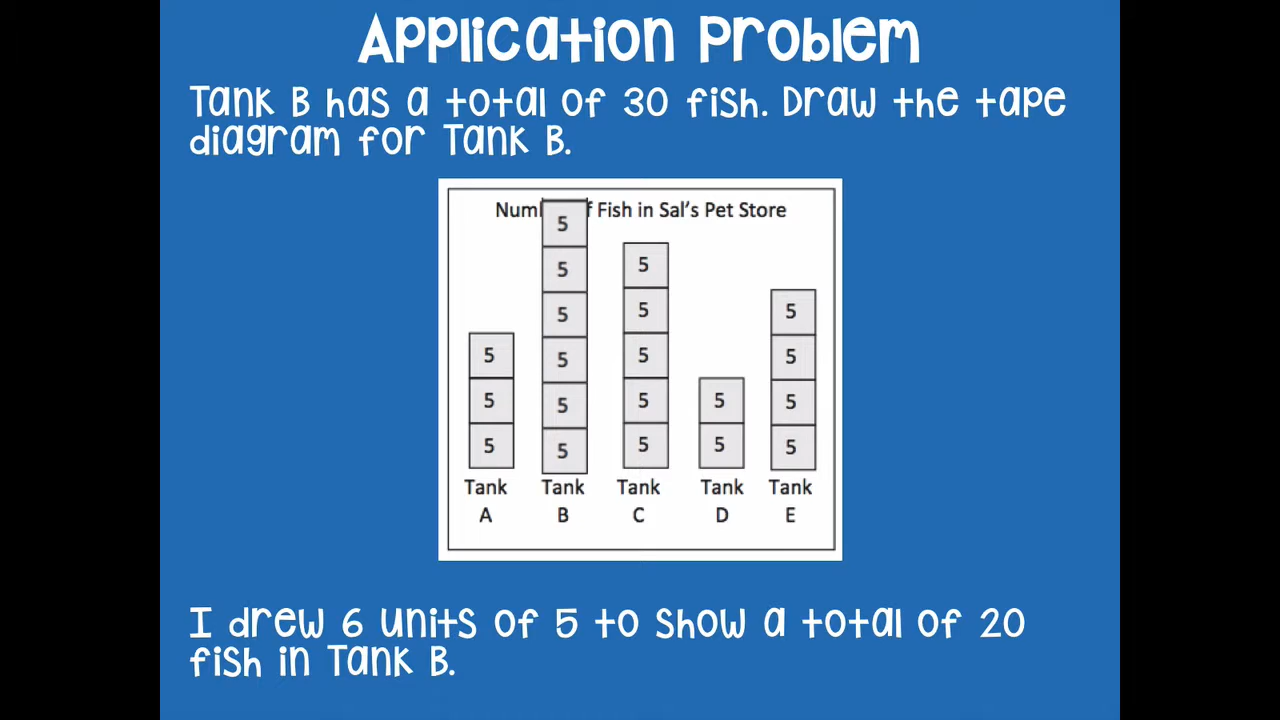 Application Problem
Tank B has a total of 30 fish. Draw the tape
diagram for Tank B.
Num f Fish in Sal's Pet Store
5
5 5
5 5 5
5 5 5 5
5 5 5 5 5
5 5 5 5 5
Tank Tank Tank Tank Tank
A B C D E
I drew 6 units of 5 to show a total of 20
fish in Tank B.